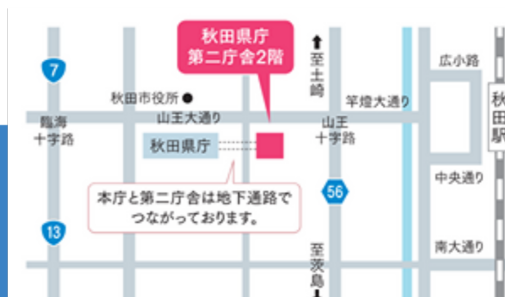 秋田県庁
第二庁舎2階
至土崎
広小路
7
秋田市役所
竿燈大通り
山王大通り
臨海
十字路
山王
十字路
秋田駅
秋田県庁
中央通り
本庁と第二庁舎は地下通路で
つながっております。
56
13
南大通り
至茨島